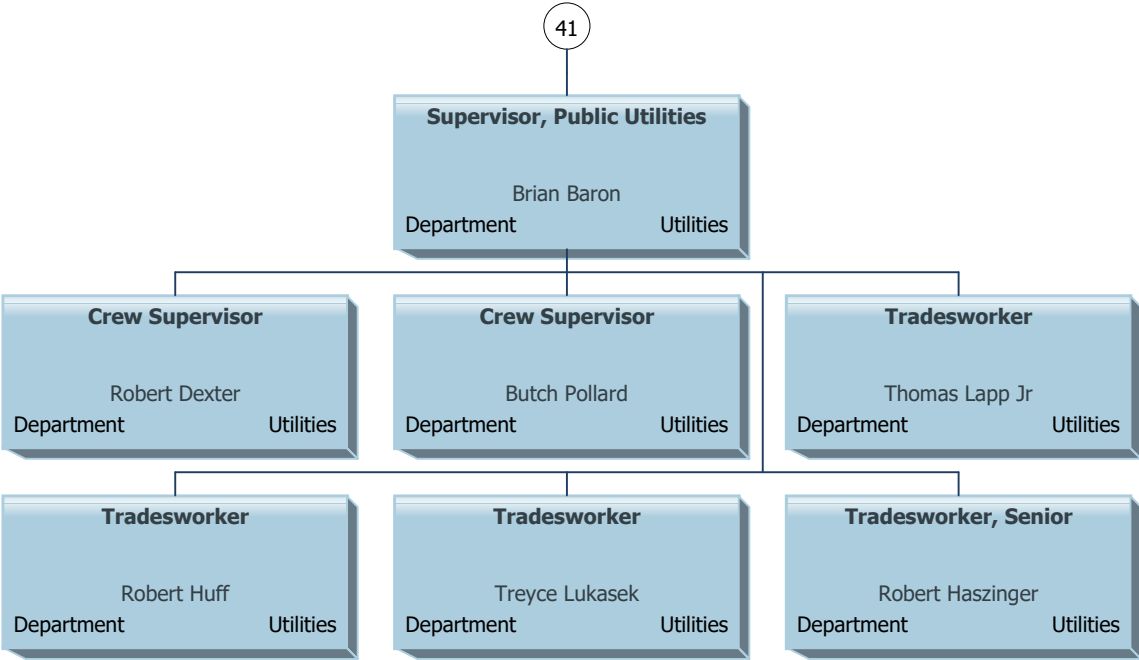 41
Supervisor, Public Utilities
Brian Baron
Department Utilities
Crew Supervisor
Robert Dexter
Department Utilities
Crew Supervisor
Butch Pollard
Department Utilities
Tradesworker
Thomas Lapp Jr
Department Utilities
Tradesworker
Robert Huff
Department Utilities
Tradesworker
Treyce Lukasek
Department Utilities
Tradesworker, Senior
Robert Haszinger
Department Utilities